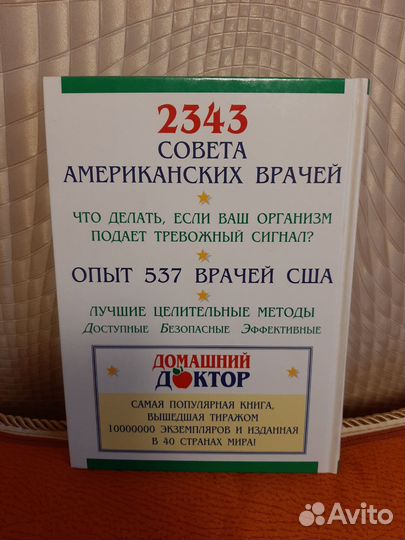 2343
СОВЕТА
АМЕРИКАНСКИХ ВРАЧЕЙ
ЧТО ДЕЛАТЬ, ЕСЛИ ВАШ ОРГАНИЗМ
ПОДАЕТ ТРЕВОЖНЫЙ СИГНАЛ?
ОПЫТ 537 ВРАЧЕЙ США
ЛУЧШИЕ ЦЕЛИТЕЛЬНЫЕ МЕТОДЫ
ДОСТУПНЫЕ БЕЗОПАСНЫЕ ЭФФЕКТИВНЫЕ
ДОМАШНИЙ
ДОКТОР
САМАЯ ПОПУЛЯРНАЯ КНИГА,
ВЫШЕДШАЯ ТИРАЖОМ
10000000 ЭКЗЕМПЛЯРОВ И ИЗДАННАЯ
В 40 СТРАНАХ МИРА!
Avito